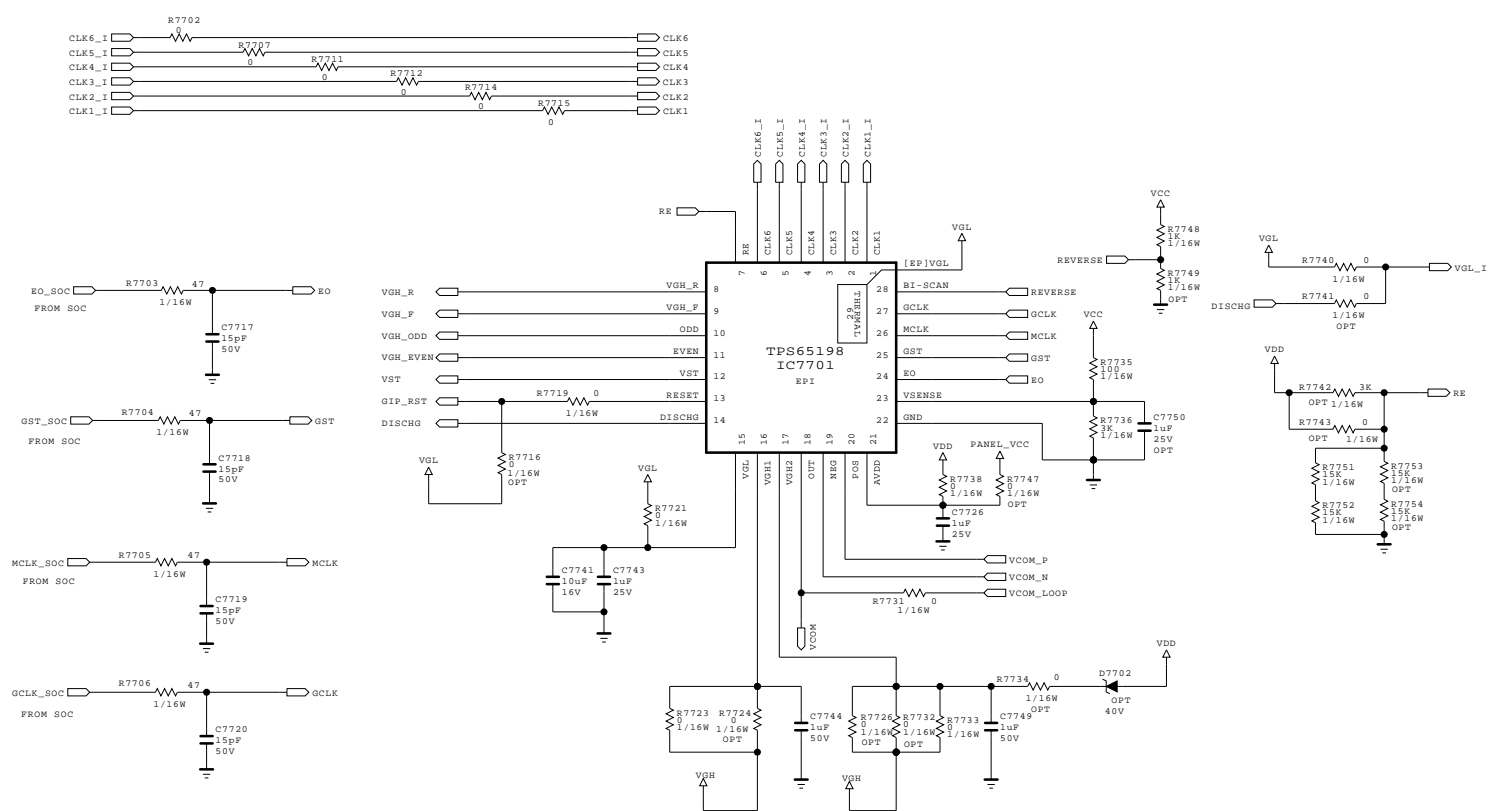 R7702
0
CLK6_I
CLK6
R7707
0
CLK5_I
CLK5
R7711
0
CLK4_I
CLK4
R7712
0
CLK3_I
CLK3
R7714
0
CLK2_I
CLK2
R7715
0
CLK1_I
CLK1
CLK6_I
CLK5_I
CLK4_I
CLK3_I
CLK2_I
CLK1_I
RE
RE
CLK6
CLK5
CLK4
CLK3
CLK2
CLK1
7
6
5
4
3
2
1
VGL
[EP]VGL
THERMAL
29
TPS65198
IC7701
EPI
VGH_R
VGH_R
8
VGH_F
VGH_F
9
VGH_ODD
ODD
10
VGH_EVEN
EVEN
11
VST
VST
12
GIP_RST
R7719
0
1/16W
RESET
13
DISCHG
DISCHG
14
28
BI-SCAN
REVERSE
27
GCLK
GCLK
26
MCLK
MCLK
25
GST
GST
24
EO
EO
23
VSENSE
22
GND
15
16
17
18
19
20
21
VGL
VGH1
VGH2
OUT
NEG
POS
AVDD
EO_SOC
FROM SOC
R7703
47
1/16W
EO
C7717
15pF
50V
GST_SOC
FROM SOC
R7704
47
1/16W
GST
C7718
15pF
50V
MCLK_SOC
FROM SOC
R7705
47
1/16W
MCLK
C7719
15pF
50V
GCLK_SOC
FROM SOC
R7706
47
1/16W
GCLK
C7720
15pF
50V
VGL
R7716
0
1/16W
OPT
VGL
R7721
0
1/16W
C7741
10uF
16V
C7743
1uF
25V
VCC
R7748
1K
1/16W
REVERSE
R7749
1K
1/16W
OPT
VCC
R7735
100
1/16W
R7736
3K
1/16W
C7750
1uF
25V
OPT
VDD
R7738
0
1/16W
PANEL_VCC
R7747
0
1/16W
OPT
C7726
1uF
25V
VCOM_P
VCOM_N
R7731
0
1/16W
VCOM_LOOP
VCOM
VGL
R7740
0
1/16W
VGL_I
DISCHG
R7741
0
1/16W
OPT
VDD
R7742
3K
OPT
1/16W
RE
R7743
0
OPT
1/16W
R7751
15K
1/16W
R7752
15K
1/16W
R7753
15K
1/16W
OPT
R7754
15K
1/16W
OPT
R7723
0
1/16W
R7724
0
1/16W
OPT
C7744
1uF
50V
VGH
R7726
0
1/16W
OPT
R7732
0
1/16W
OPT
R7733
0
1/16W
C7749
1uF
50V
R7734
0
1/16W
OPT
D7702
OPT
40V
VDD
VGH